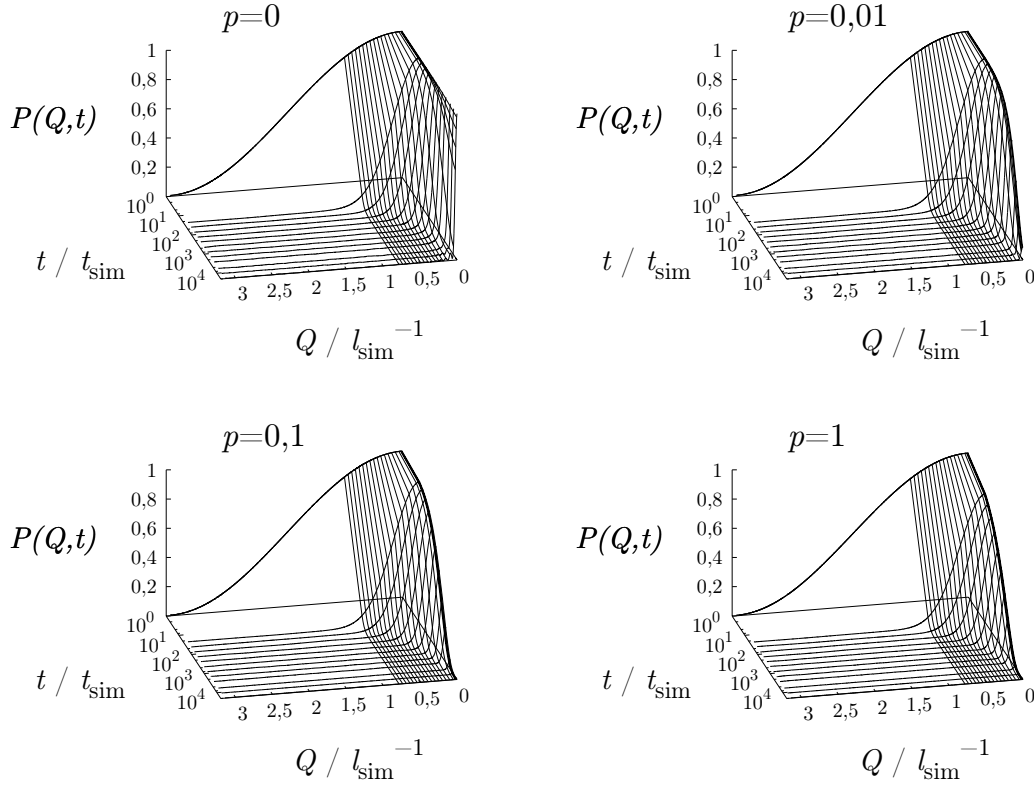 p=0
1
0,8
0,6
0,4
0,2
P(Q,t)
10^0
10^1
10^2
10^3
10^4
t / t_sim
3 2,5 2 1,5 1 0,5 0
Q / l_sim^−1
p=0,01
1
0,8
0,6
0,4
0,2
P(Q,t)
10^0
10^1
10^2
10^3
10^4
t / t_sim
3 2,5 2 1,5 1 0,5 0
Q / l_sim^−1
p=0,1
1
0,8
0,6
0,4
0,2
P(Q,t)
10^0
10^1
10^2
10^3
10^4
t / t_sim
3 2,5 2 1,5 1 0,5 0
Q / l_sim^−1
p=1
1
0,8
0,6
0,4
0,2
P(Q,t)
10^0
10^1
10^2
10^3
10^4
t / t_sim
3 2,5 2 1,5 1 0,5 0
Q / l_sim^−1